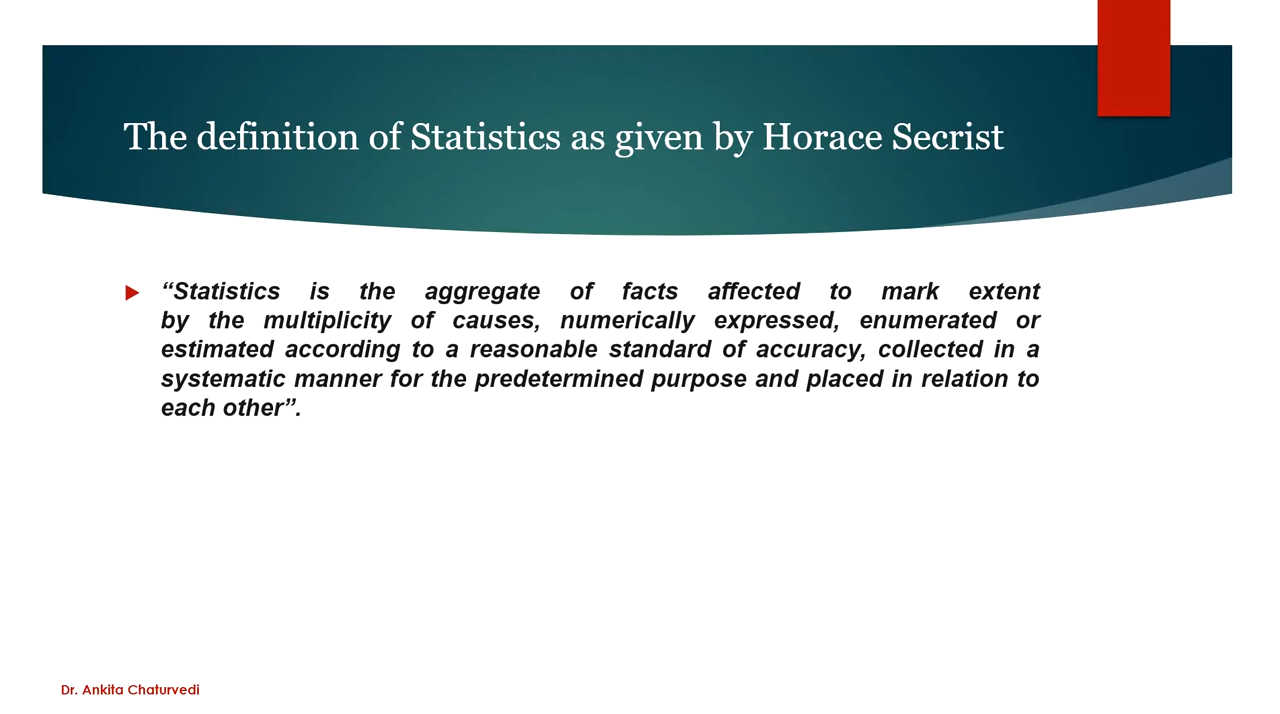 The definition of Statistics as given by Horace Secrist
“Statistics is the aggregate of facts affected to mark extent
by the multiplicity of causes, numerically expressed, enumerated or
estimated according to a reasonable standard of accuracy, collected in a
systematic manner for the predetermined purpose and placed in relation to
each other”.
Dr. Ankita Chaturvedi